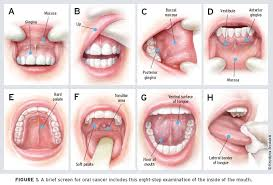 A
Gingiva
Mucosa
B
Lip
C
Buccal
mucosa
Posterior
gingiva
D
Vestibule
Anterior
gingiva
Mucosa
E
Hard
palate
F
Tonsillar
area
Soft palate
G
Ventral surface
of tongue
Floor of
mouth
H
Lateral border
of tongue
FIGURE 3. A brief screen for oral cancer includes this eight-step examination of the inside of the mouth.